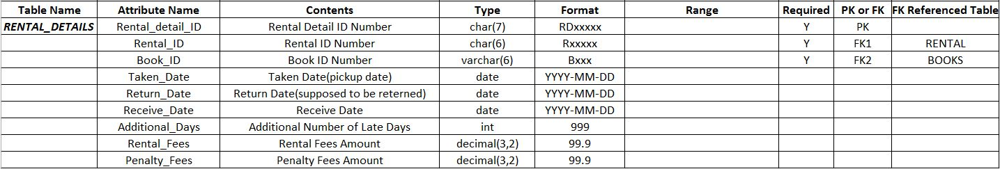 Table Name Attribute Name Contents Type Format Range Required PK or FK FK Referenced Table
RENTAL_DETAILS Rental_detail_ID Rental Detail ID Number char(7) RDxxxxx Y PK
Rental_ID Rental ID Number char(6) Rxxxxx Y FK1 RENTAL
Book_ID Book ID Number varchar(6) Bxxx Y FK2 BOOKS
Taken_Date Taken Date(pickup date) date YYYY-MM-DD
Return_Date Return Date(supposed to be reterned) date YYYY-MM-DD
Receive_Date Receive Date date YYYY-MM-DD
Additional_Days Additional Number of Late Days int 999
Rental_Fees Rental Fees Amount decimal(3,2) 99.9
Penalty_Fees Penalty Fees Amount decimal(3,2) 99.9